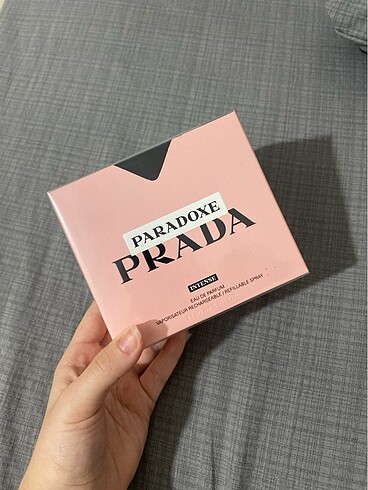 PARADOXE
PRADA
INTENSE
EAU DE PARFUM
VAPORISATEUR RECHARGEABLE / REFILLABLE SPRAY